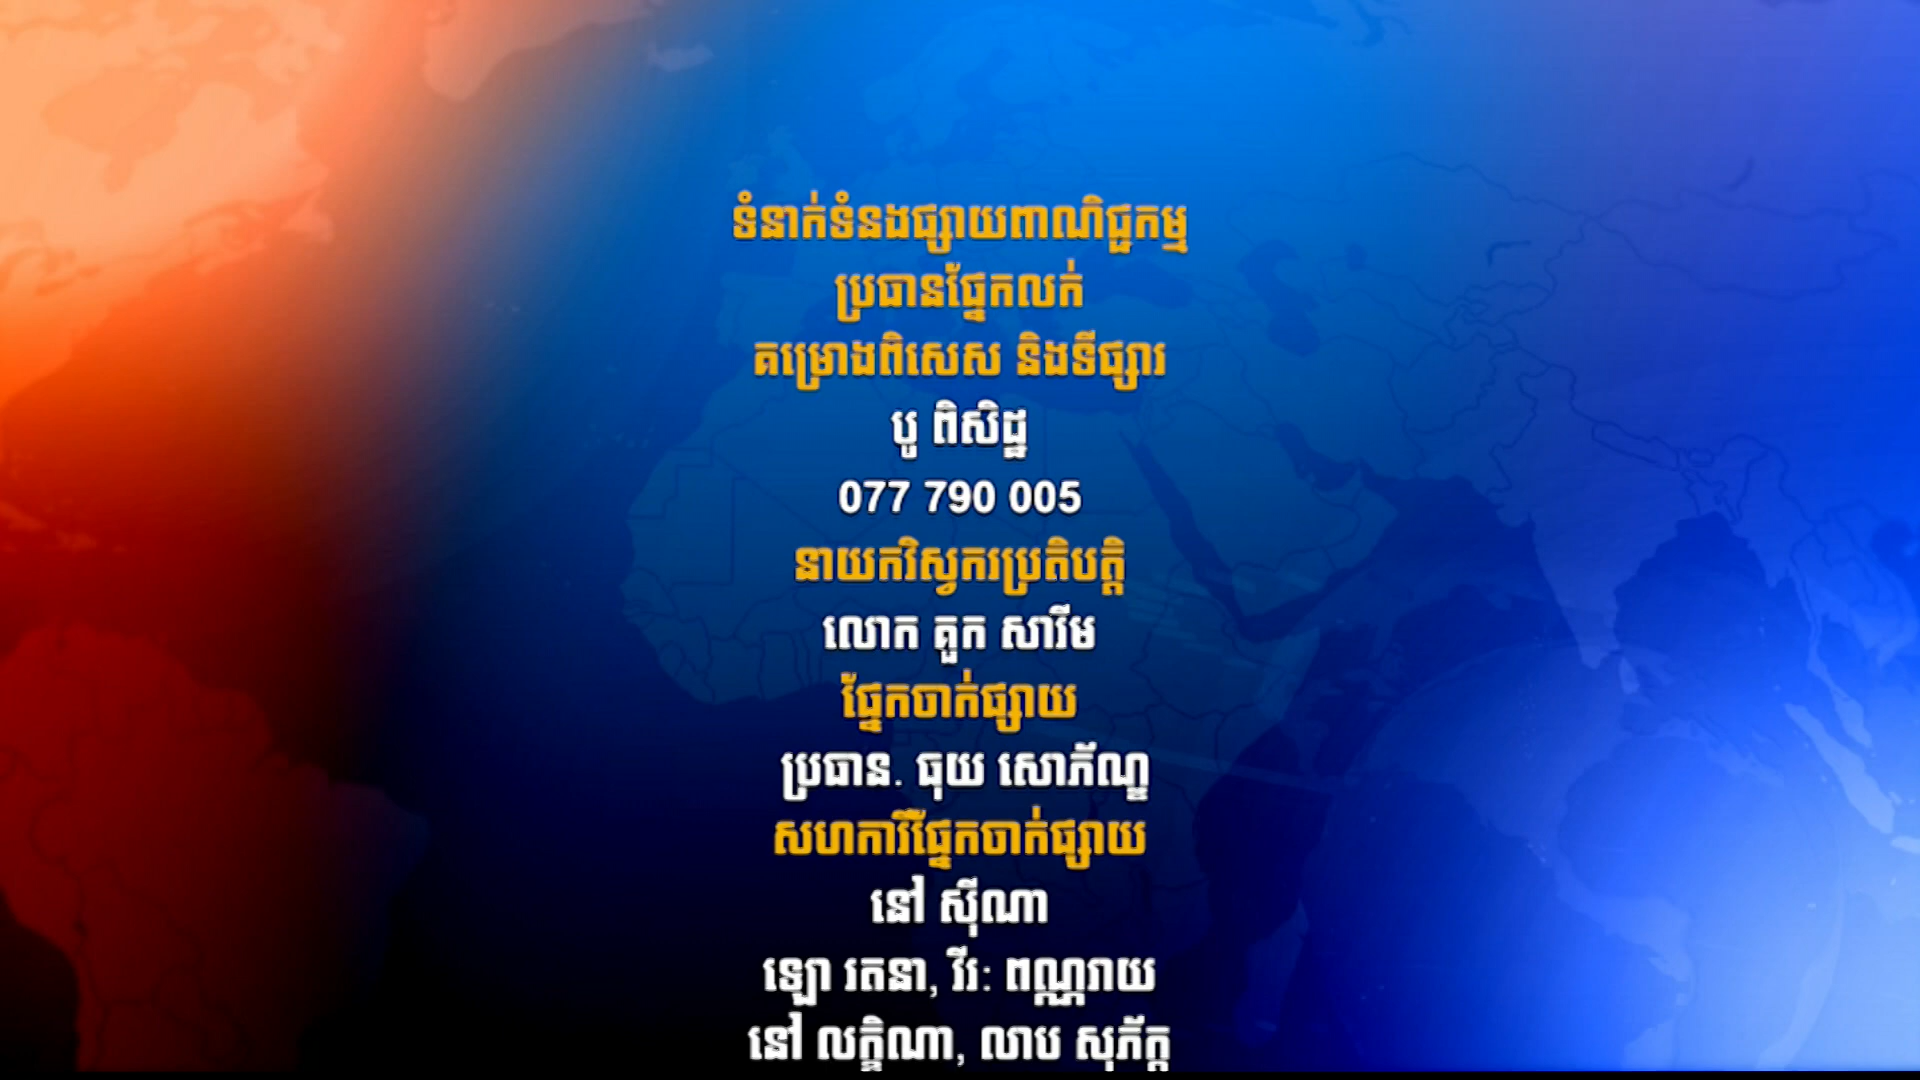 ទំនាក់ទំនងផ្សាយពាណិជ្ជកម្ម
ប្រធានផ្នែកលក់
គម្រោងពិសេស និងទីផ្សារ
បូ ពិសិដ្ឋ
077 790 005
នាយកវិស្វករប្រតិបត្តិ
លោក គួក សារីម
ផ្នែកចាក់ផ្សាយ
ប្រធាន. ធុយ សោភ័ណ្ឌ
សហការីផ្នែកចាក់ផ្សាយ
នៅ ស៊ីណា
ឡោ រតនា, វីរៈ ពណ្ណរាយ
នៅ លក្ខិណា, លាប សុភ័ក្ត